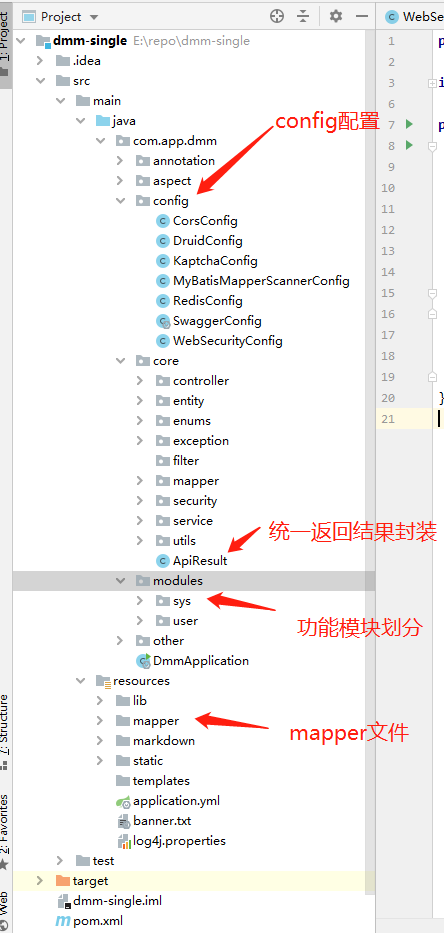 Project
WebSe
1: Project
dmm-single E:\repo\dmm-single
.idea
src
main
java
com.app.dmm
annotation
aspect
config
config配置
CorsConfig
DruidConfig
KaptchaConfig
MyBatisMapperScannerConfig
RedisConfig
SwaggerConfig
WebSecurityConfig
core
controller
entity
enums
exception
filter
mapper
security
service
utils
统一返回结果封装
ApiResult
modules
sys
功能模块划分
user
other
DmmApplication
resources
lib
mapper
mapper文件
markdown
static
templates
application.yml
banner.txt
log4j.properties
test
target
dmm-single.iml
pom.xml
7: Structure
2: Favorites
Web
1 p
2
3 i
6
7 p
8
9
10
11
12
13
14
15
16
17
18
19
20 }
21